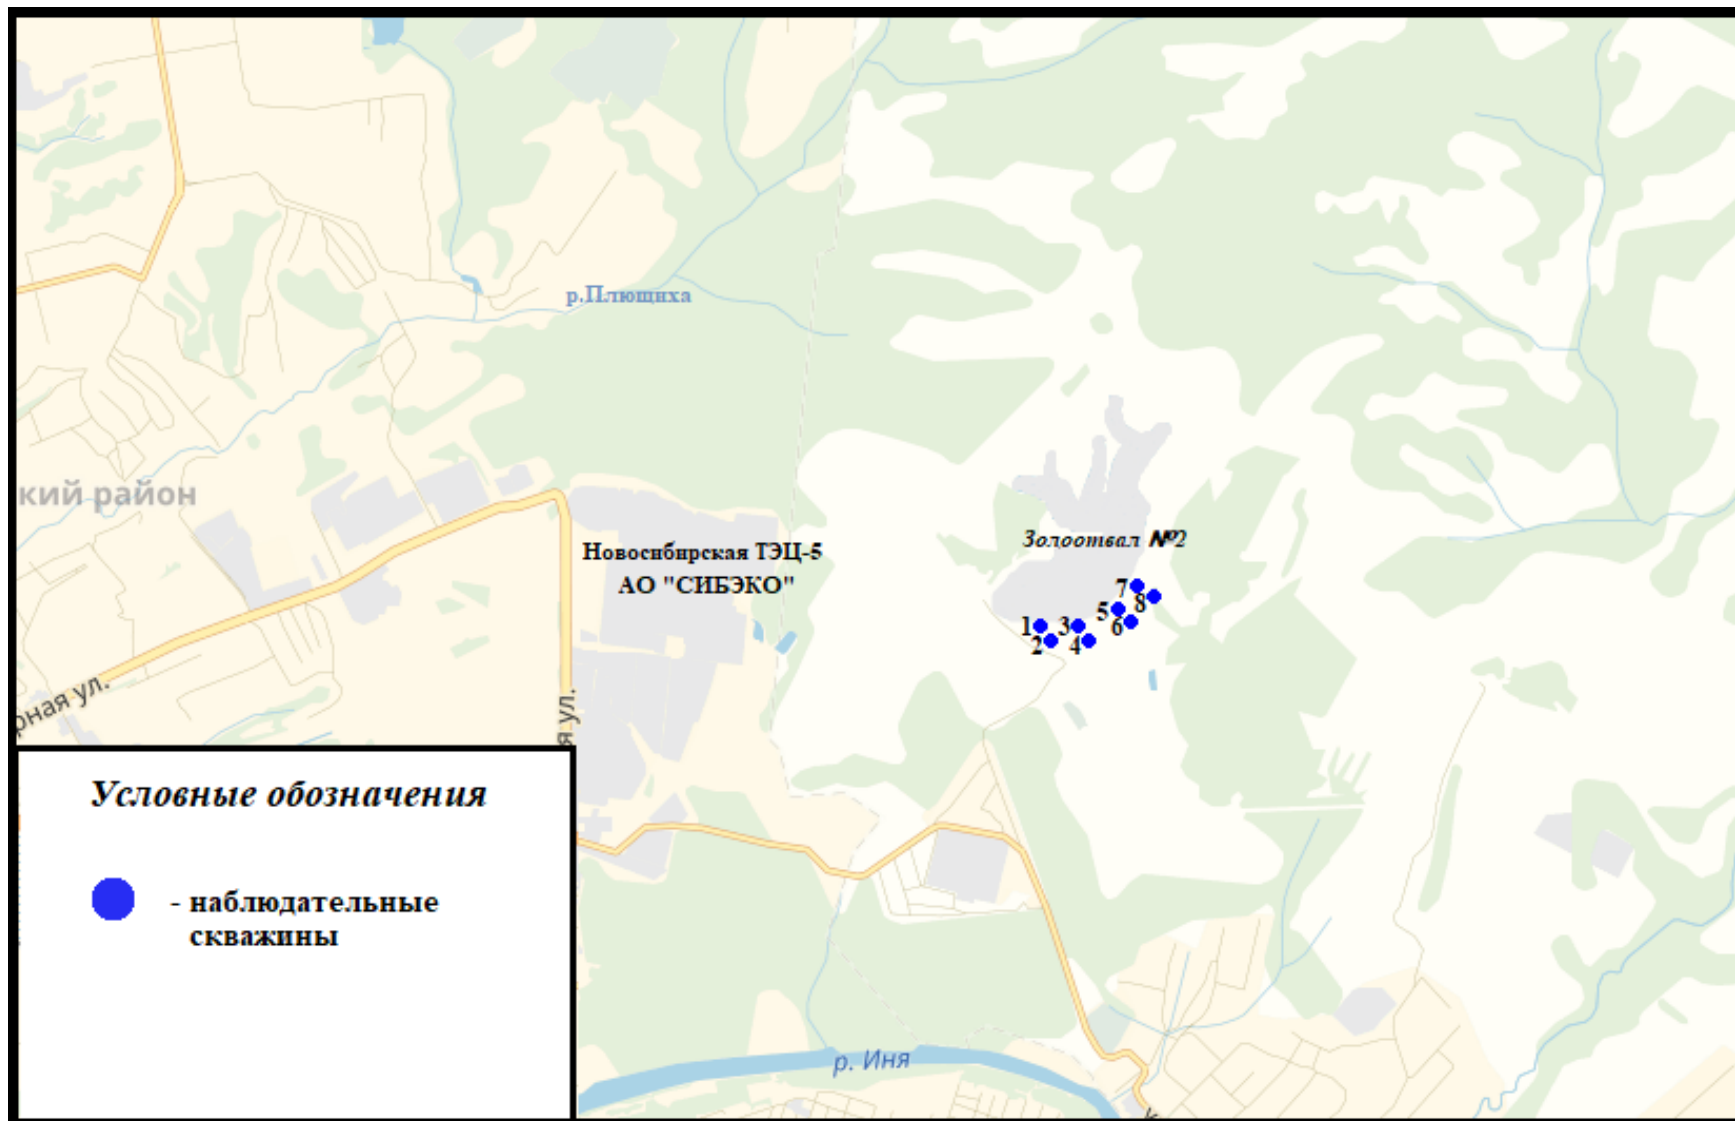 р.Плющиха
кий район
Новосибирская ТЭЦ-5
АО "СИБЭКО"
Золоотвал №2
7
8
5
6
1
3
2
4
рная ул.
я ул.
Условные обозначения
- наблюдательные
скважины
р. Иня